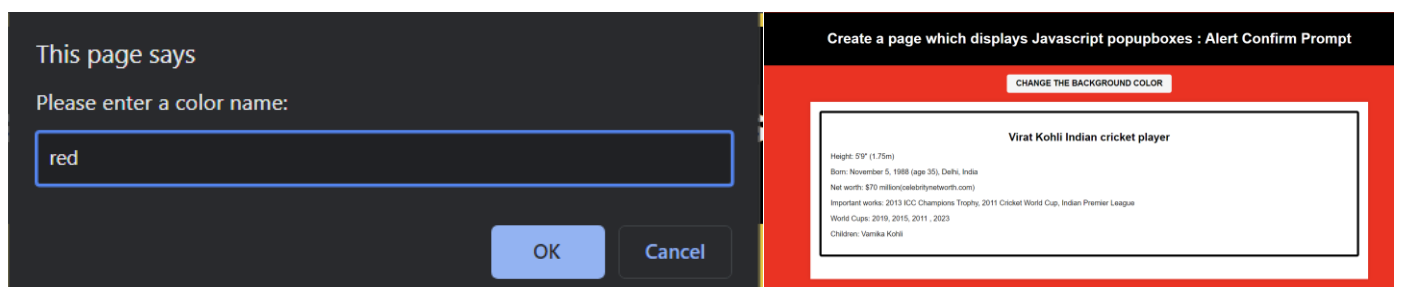 This page says
Please enter a color name:
red
OK
Cancel
Create a page which displays Javascript popupboxes : Alert Confirm Prompt
CHANGE THE BACKGROUND COLOR
Virat Kohli Indian cricket player
Height: 5'9" (1.75m)
Born: November 5, 1988 (age 35), Delhi, India
Net worth: $70 million(celebritynetworth.com)
Important works: 2013 ICC Champions Trophy, 2011 Cricket World Cup, Indian Premier League
World Cups: 2019, 2015, 2011 , 2023
Children: Vamika Kohli